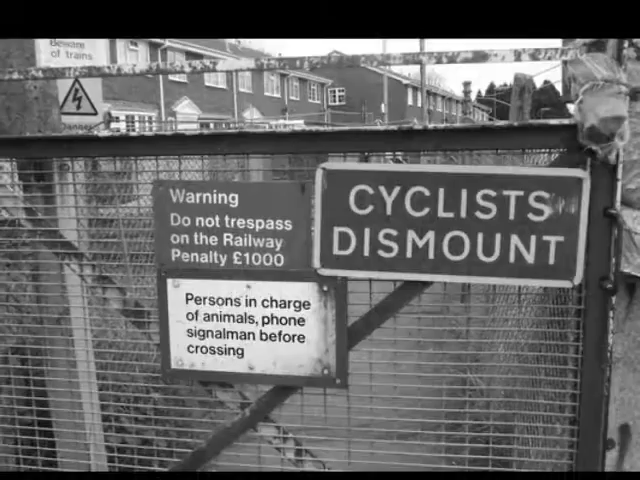 Beware
of trains
Danger
Warning
Do not trespass
on the Railway
Penalty £1000
CYCLISTS
DISMOUNT
Persons in charge
of animals, phone
signalman before
crossing